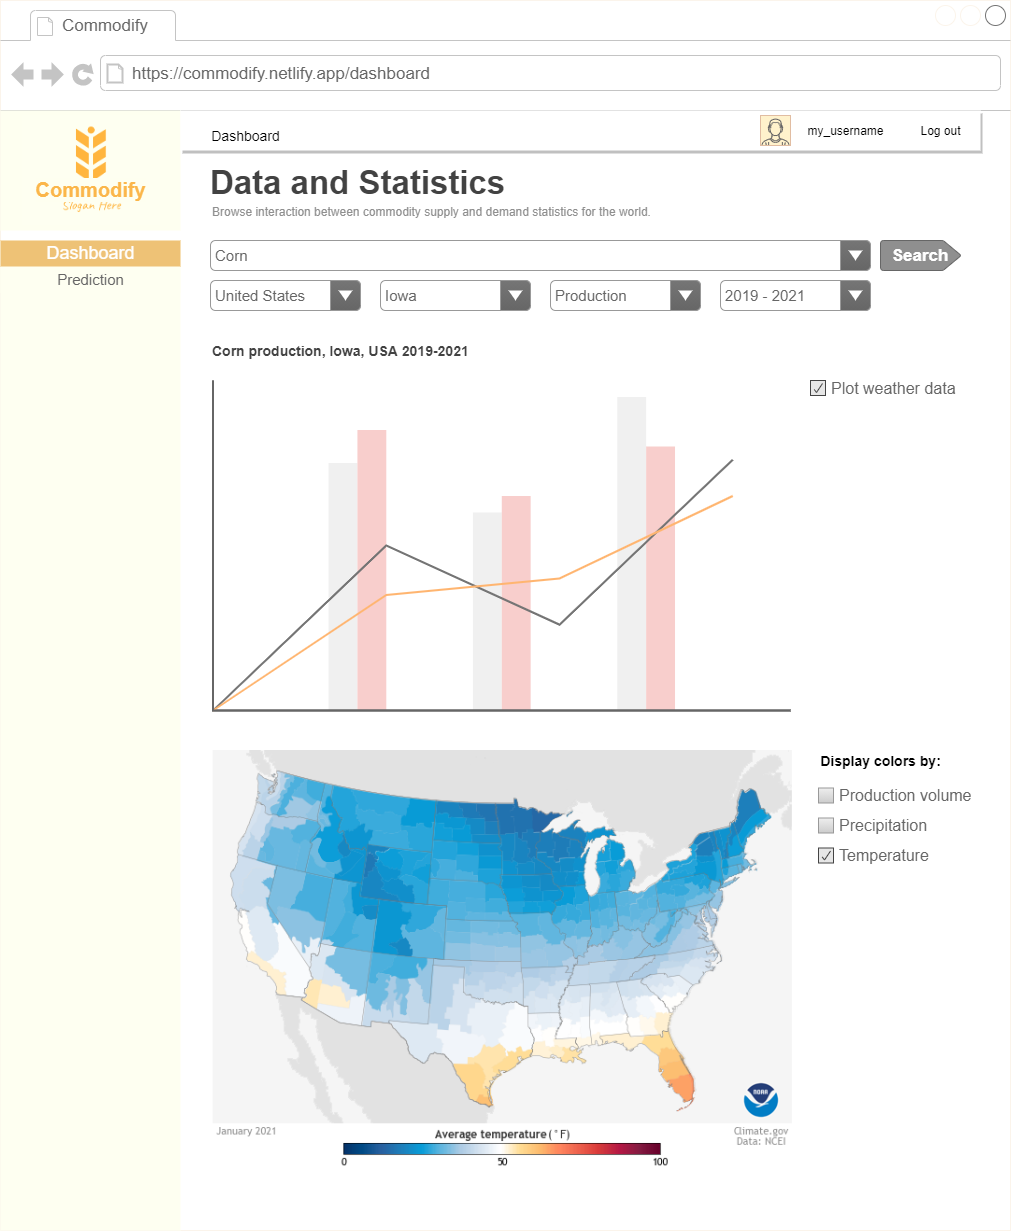 Commodify
https://commodify.netlify.app/dashboard
Commodify
Slogan Here
Dashboard
my_username
Log out
Data and Statistics
Browse interaction between commodity supply and demand statistics for the world.
Dashboard
Prediction
Corn
Search
United States
Iowa
Production
2019 - 2021
Corn production, Iowa, USA 2019-2021
Plot weather data
Display colors by:
Production volume
Precipitation
Temperature
NOAA
January 2021
Average temperature (°F)
Climate.gov
Data: NCEI
0
50
100